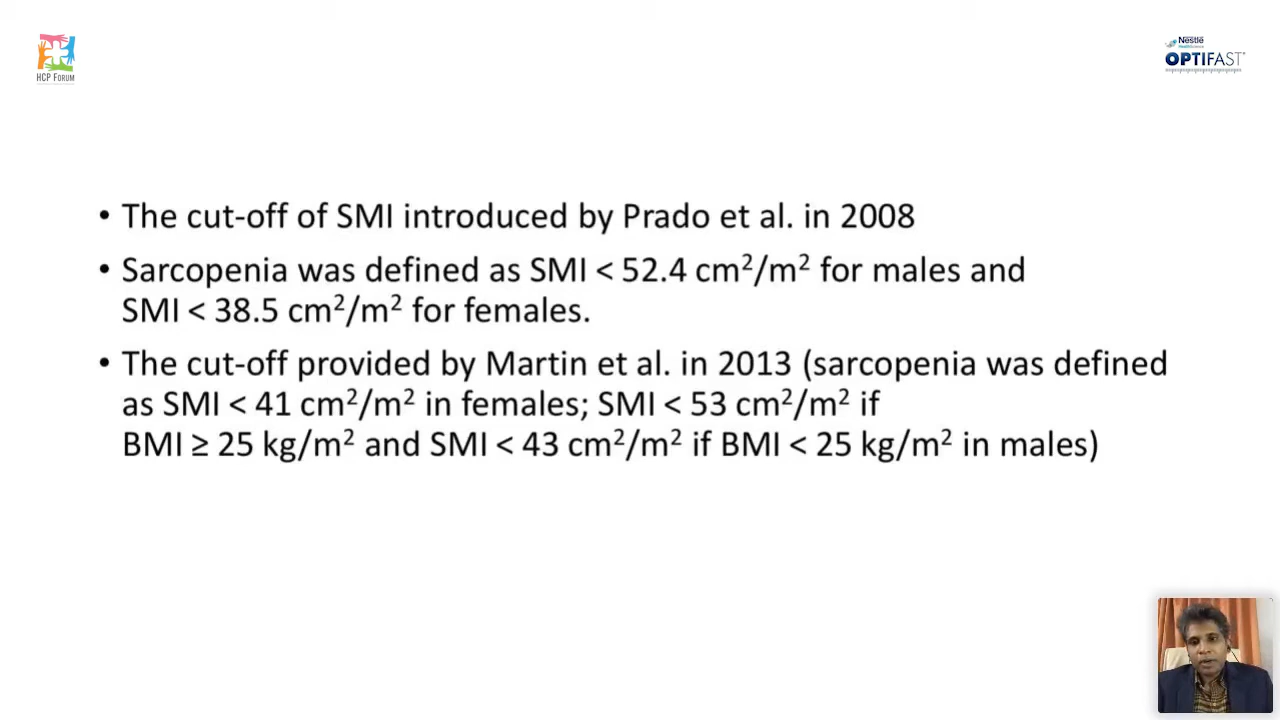 HCP FORUM
Nestlé
HealthScience
OPTIFAST®
• The cut-off of SMI introduced by Prado et al. in 2008
• Sarcopenia was defined as SMI < 52.4 cm²/m² for males and
SMI < 38.5 cm²/m² for females.
• The cut-off provided by Martin et al. in 2013 (sarcopenia was defined
as SMI < 41 cm²/m² in females; SMI < 53 cm²/m² if
BMI ≥ 25 kg/m² and SMI < 43 cm²/m² if BMI < 25 kg/m² in males)